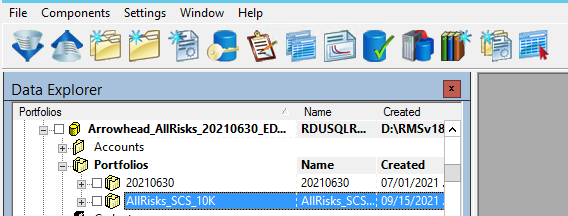 File Components Settings Window Help
Data Explorer x
Portfolios Name Created
Arrowhead_AllRisks_20210630_ED... RDUSQLR... D:\RMSv18
Accounts
Portfolios Name Created
20210630 20210630 07/01/2021
AllRisks_SCS_10K AllRisks_SCS... 09/15/2021